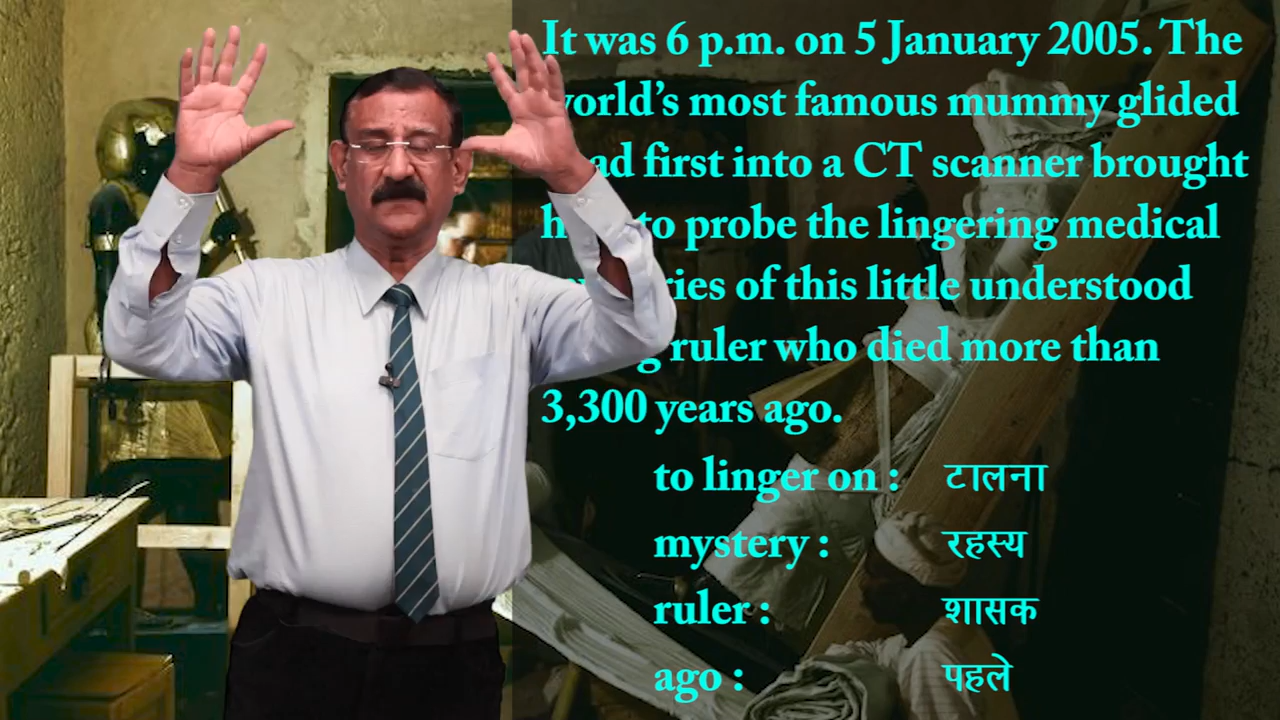 It was 6 p.m. on 5 January 2005. The
most famous mummy glided
first into a CT scanner brought
to probe the lingering medical
of this little understood
ruler who died more than
3,300 years ago.
to linger on : टालना
mystery : रहस्य
ruler : शासक
ago : पहले